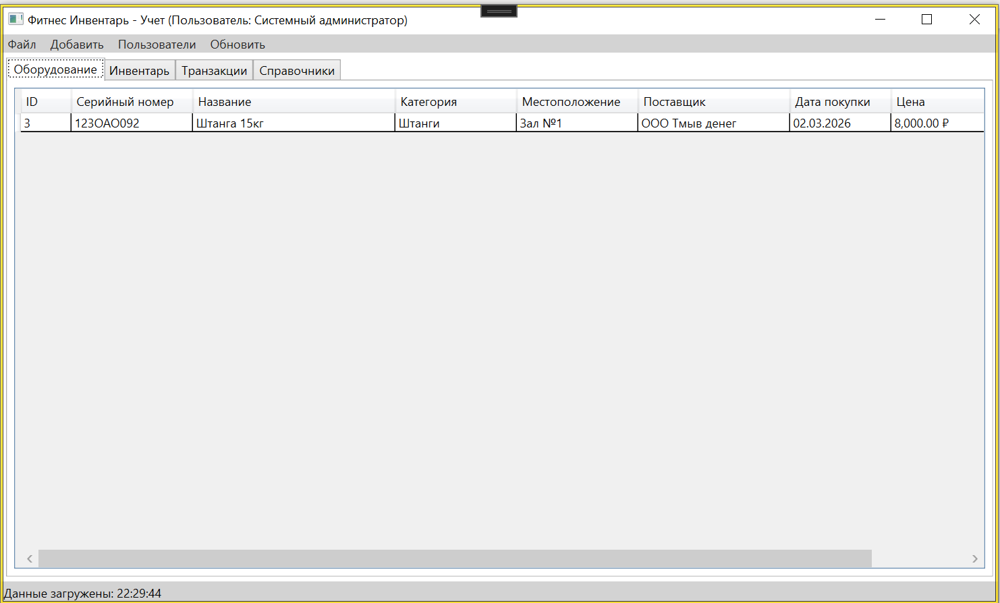 Фитнес Инвентарь - Учет (Пользователь: Системный администратор)
Файл Добавить Пользователи Обновить
Оборудование Инвентарь Транзакции Справочники
ID Серийный номер Название Категория Местоположение Поставщик Дата покупки Цена
3 123ОАО092 Штанга 15кг Штанги Зал №1 ООО Тмыв денег 02.03.2026 8,000.00 ₽
Данные загружены: 22:29:44